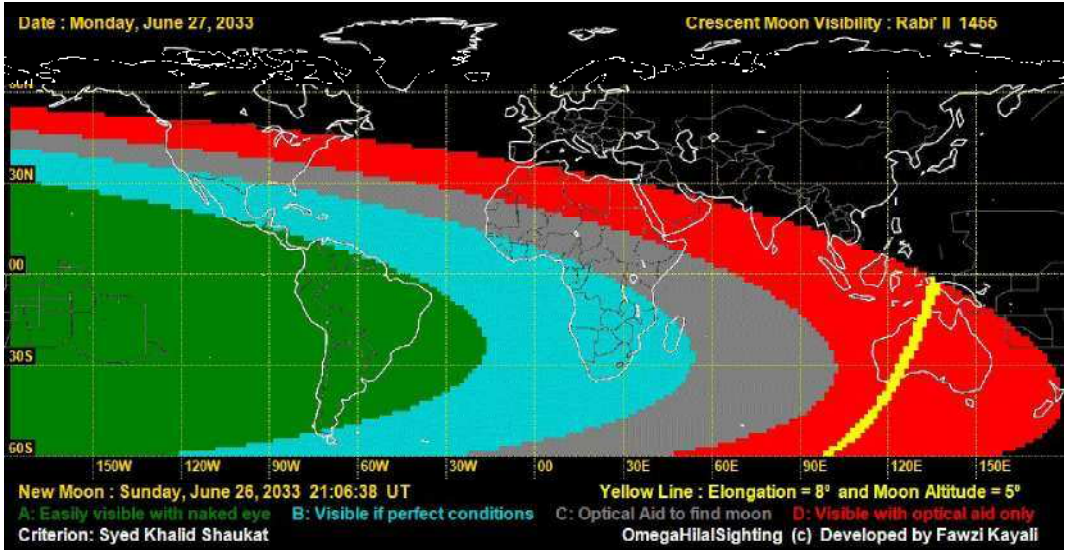 Date : Monday, June 27, 2033 Crescent Moon Visibility : Rabi' II 1455
60N
30N
00
30S
60S
150W 120W 90W 60W 30W 00 30E 60E 90E 120E 150E
New Moon : Sunday, June 26, 2033 21:06:38 UT Yellow Line : Elongation = 8º and Moon Altitude = 5º
A: Easily visible with naked eye B: Visible if perfect conditions C: Optical Aid to find moon D: Visible with optical aid only
Criterion: Syed Khalid Shaukat OmegaHilalSighting (c) Developed by Fawzi Kayali